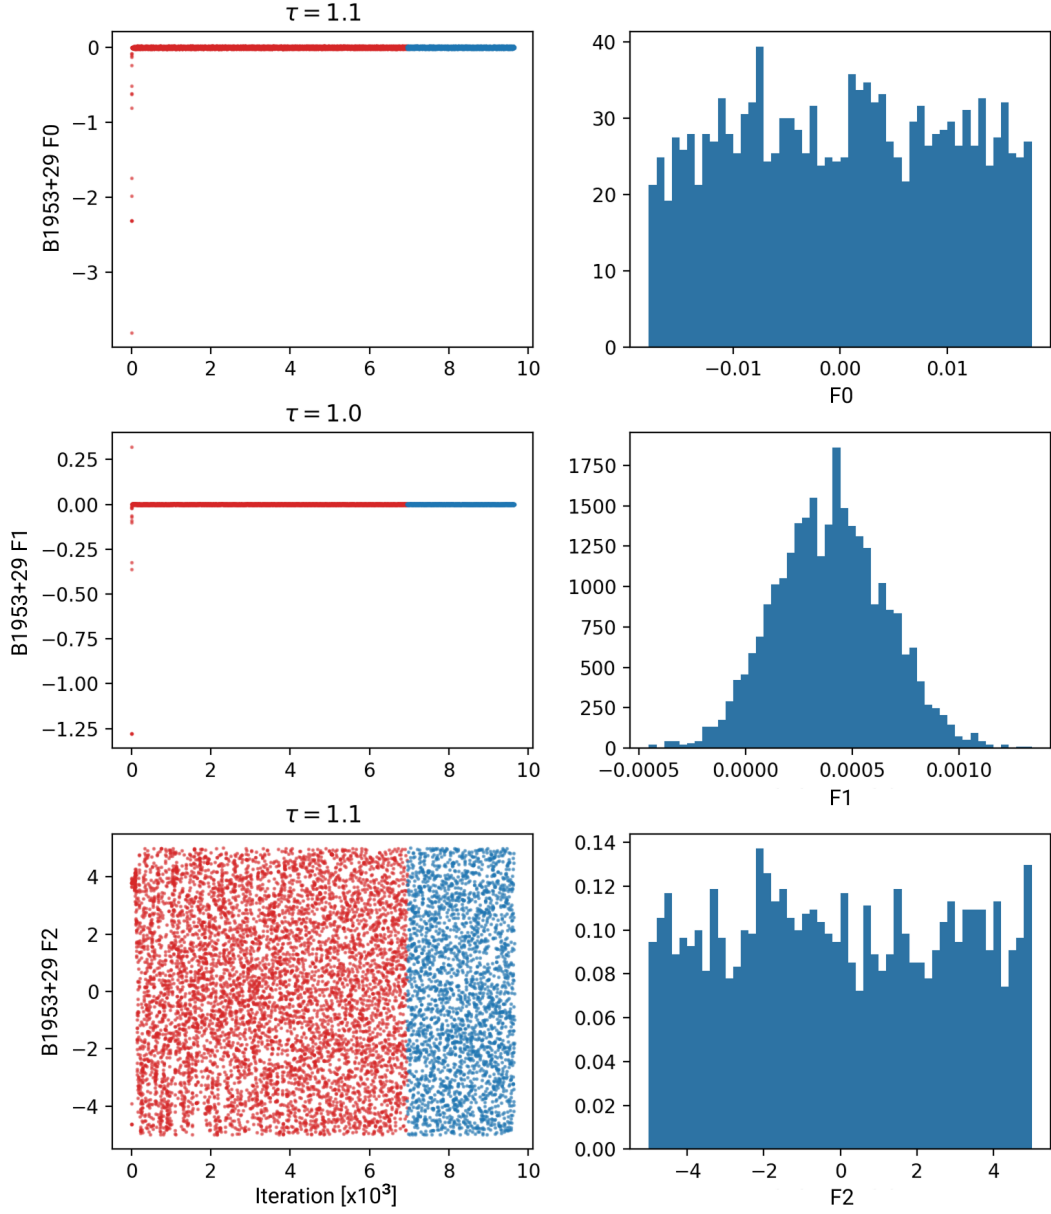 τ = 1.1
B1953+29 F0
0
−1
−2
−3
0 2 4 6 8 10
40
30
20
10
0
−0.01 0.00 0.01
F0
τ = 1.0
B1953+29 F1
0.25
0.00
−0.25
−0.50
−0.75
−1.00
−1.25
0 2 4 6 8 10
1750
1500
1250
1000
750
500
250
0
−0.0005 0.0000 0.0005 0.0010
F1
τ = 1.1
B1953+29 F2
4
2
0
−2
−4
0 2 4 6 8 10
Iteration [x10³]
0.14
0.12
0.10
0.08
0.06
0.04
0.02
0.00
−4 −2 0 2 4
F2